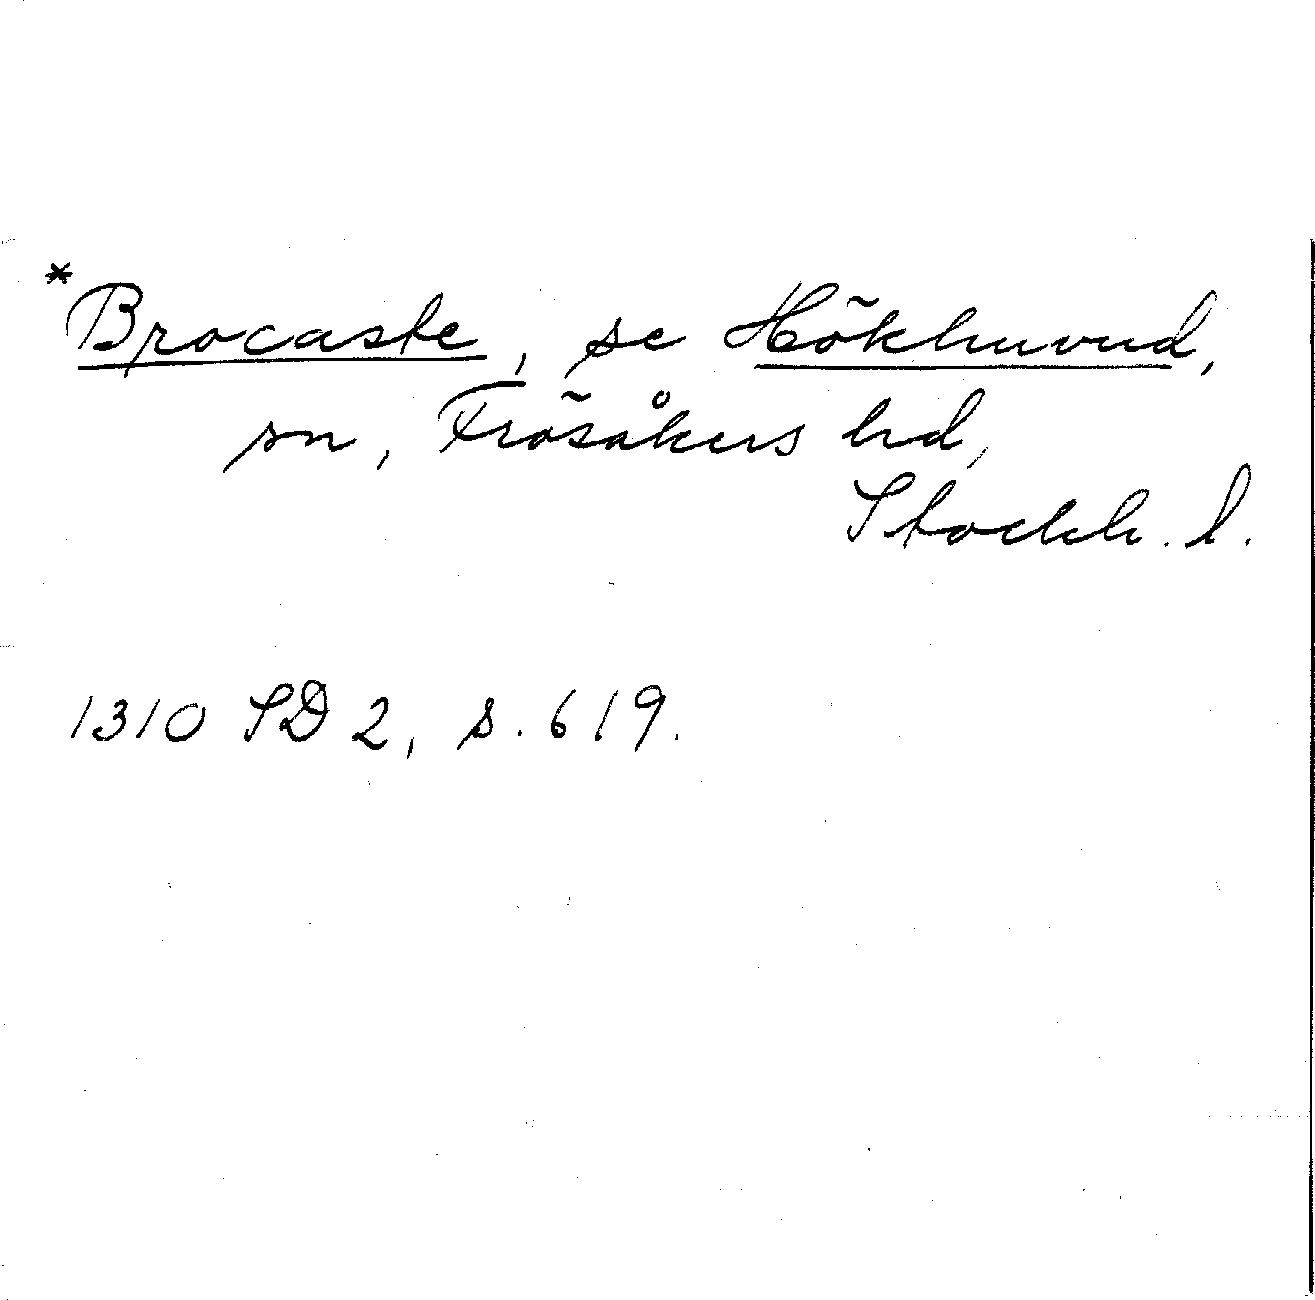 *Brocaste, se Hökhuvud,
sn, Frösåkers hd,
Stockh. l.
1310 SD 2, s. 619.